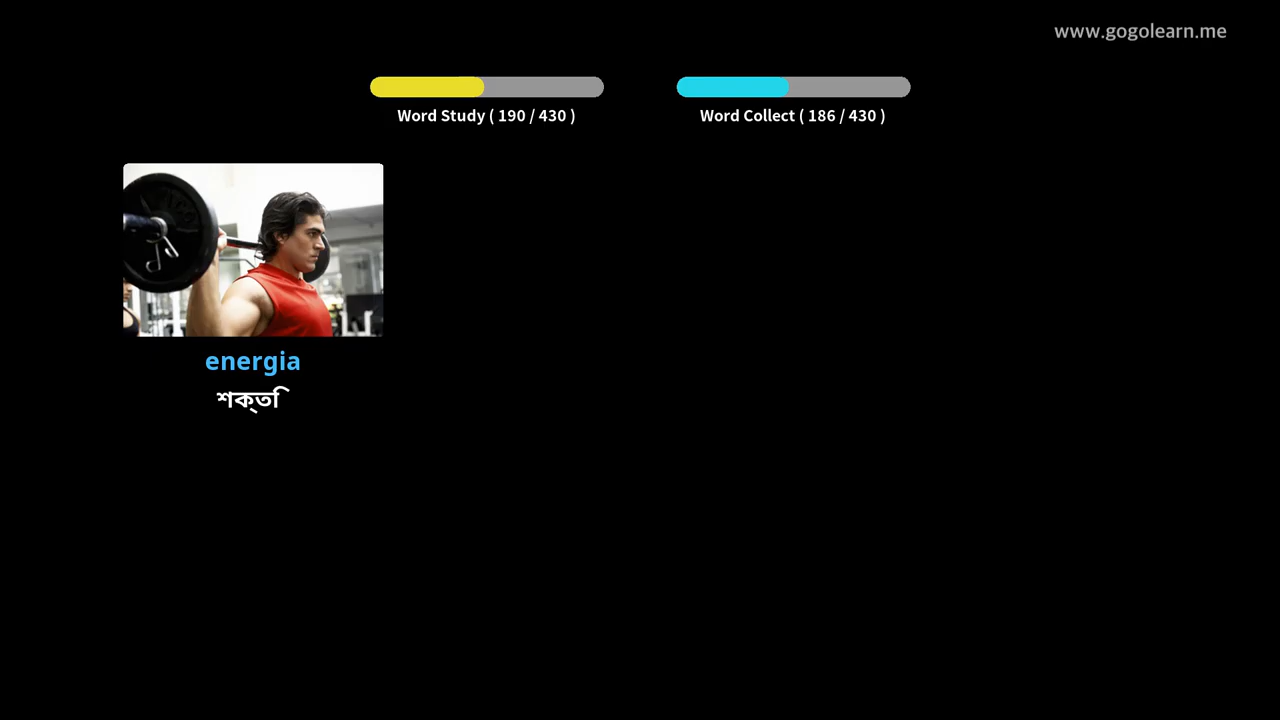 www.gogolearn.me
Word Study ( 190 / 430 )
Word Collect ( 186 / 430 )
energia
শক্তি